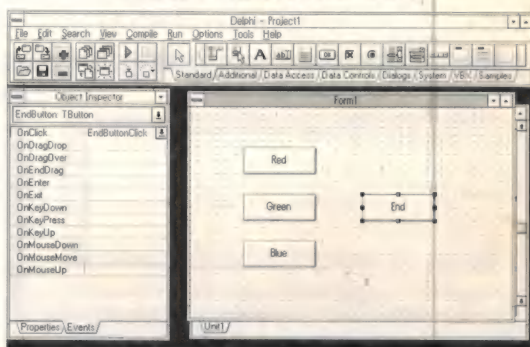 Delphi - Project1
File Edit Search View Compile Run Options Tools Help
Standard Additional Data Access Data Controls Dialogs System VBX Samples
Object Inspector
EndButton: TButton
OnClick EndButtonClick
OnDragDrop
OnDragOver
OnEndDrag
OnEnter
OnExit
OnKeyDown
OnKeyPress
OnKeyUp
OnMouseDown
OnMouseMove
OnMouseUp
Properties Events
Form1
Red
Green
End
Blue
Unit1